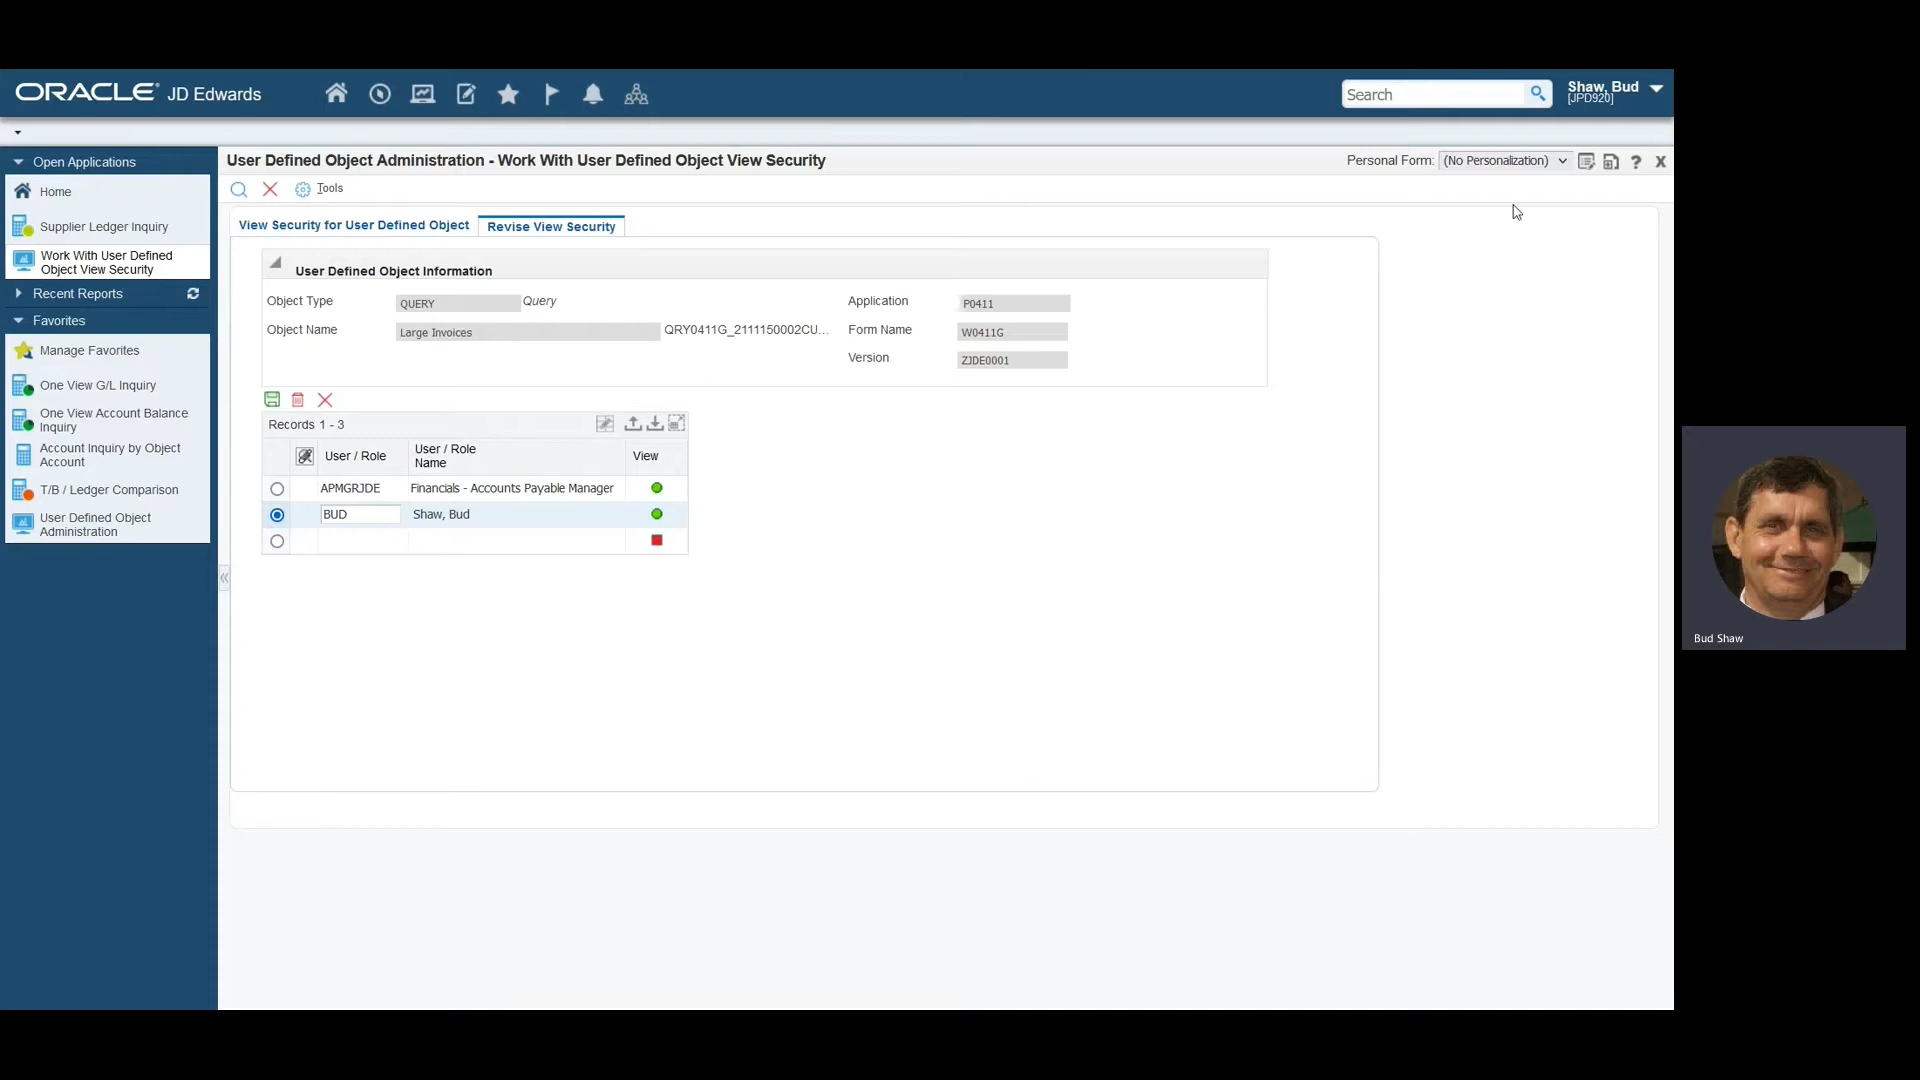 ORACLE JD Edwards
Search
Shaw, Bud
[JPD920]
Open Applications
Home
Supplier Ledger Inquiry
Work With User Defined
Object View Security
Recent Reports
Favorites
Manage Favorites
One View G/L Inquiry
One View Account Balance
Inquiry
Account Inquiry by Object
Account
T/B / Ledger Comparison
User Defined Object
Administration
User Defined Object Administration - Work With User Defined Object View Security
Personal Form: (No Personalization)
Tools
View Security for User Defined Object
Revise View Security
User Defined Object Information
Object Type QUERY Query Application P0411
Object Name Large Invoices QRY0411G_2111150002CU... Form Name W0411G
Version ZJDE0001
Records 1 - 3
User / Role
User / Role
Name
View
APMGRJDE Financials - Accounts Payable Manager
BUD Shaw, Bud
Bud Shaw